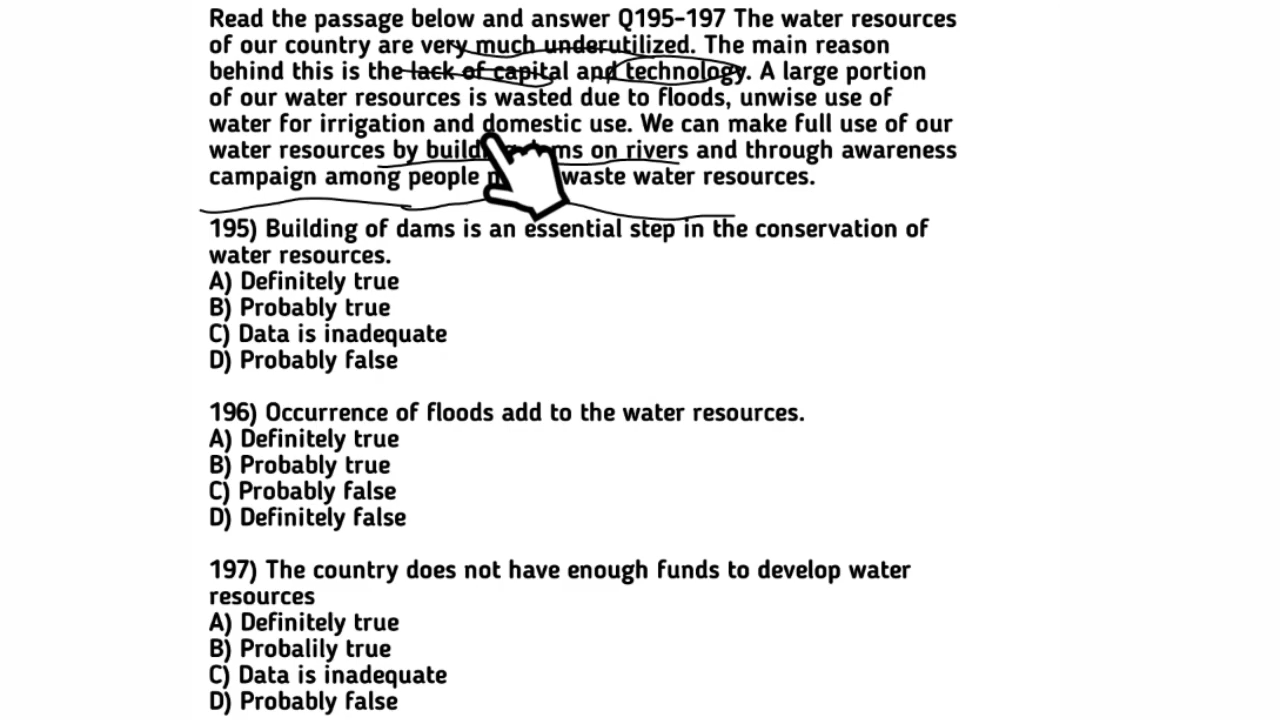 Read the passage below and answer Q195-197 The water resources
of our country are very much underutilized. The main reason
behind this is the lack of capital and technology. A large portion
of our water resources is wasted due to floods, unwise use of
water for irrigation and domestic use. We can make full use of our
water resources by building dams on rivers and through awareness
campaign among people waste water resources.
195) Building of dams is an essential step in the conservation of
water resources.
A) Definitely true
B) Probably true
C) Data is inadequate
D) Probably false
196) Occurrence of floods add to the water resources.
A) Definitely true
B) Probably true
C) Probably false
D) Definitely false
197) The country does not have enough funds to develop water
resources
A) Definitely true
B) Probalily true
C) Data is inadequate
D) Probably false